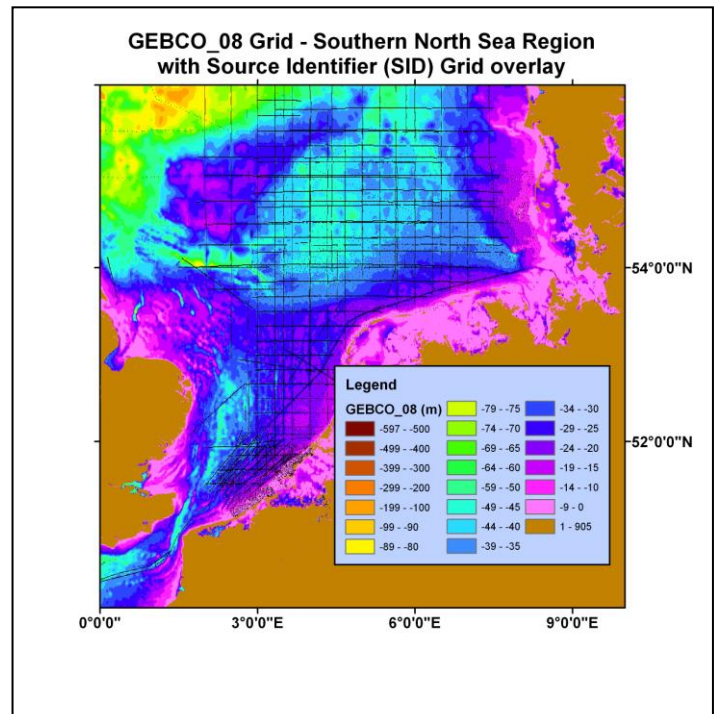 GEBCO_08 Grid - Southern North Sea Region
with Source Identifier (SID) Grid overlay
54°0'0"N
52°0'0"N
Legend
GEBCO_08 (m)
-597 - -500
-499 - -400
-399 - -300
-299 - -200
-199 - -100
-99 - -90
-89 - -80
-79 - -75
-74 - -70
-69 - -65
-64 - -60
-59 - -50
-49 - -45
-44 - -40
-39 - -35
-34 - -30
-29 - -25
-24 - -20
-19 - -15
-14 - -10
-9 - 0
1 - 905
0°0'0"
3°0'0"E
6°0'0"E
9°0'0"E